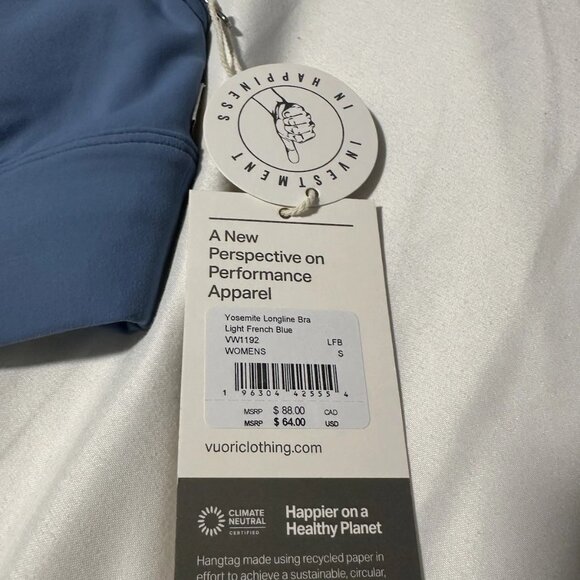 INVESTMENT
IN HAPPINESS
A New
Perspective on
Performance
Apparel
Yosemite Longline Bra
Light French Blue
VW1192 LFB
WOMENS S
1 96304 42555 4
MSRP $ 88.00 CAD
MSRP $ 64.00 USD
vuoriclothing.com
CLIMATE
NEUTRAL
CERTIFIED
Happier on a
Healthy Planet
Hangtag made using recycled paper in
effort to achieve a sustainable, circular,